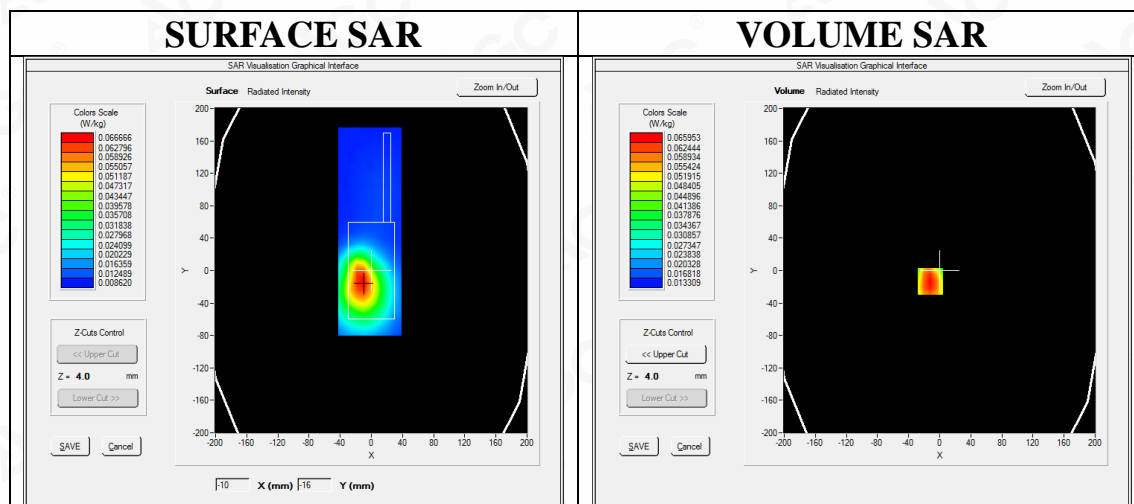 SURFACE SAR
SAR Visualisation Graphical Interface
Surface Radiated Intensity
Zoom In/Out
Colors Scale
(W/kg)
0.066666
0.062796
0.058926
0.055057
0.051187
0.047317
0.043447
0.039578
0.035708
0.031838
0.027968
0.024099
0.020229
0.016359
0.012489
0.008620
Z-Cuts Control
<< Upper Cut
Z = 4.0 mm
Lower Cut >>
SAVE Cancel
200
160
120
80
40
0
-40
-80
-120
-160
-200
Y
-200 -160 -120 -80 -40 0 40 80 120 160 200
X
-10 X (mm) -16 Y (mm)
VOLUME SAR
SAR Visualisation Graphical Interface
Volume Radiated Intensity
Zoom In/Out
Colors Scale
(W/kg)
0.065953
0.062444
0.058934
0.055424
0.051915
0.048405
0.044896
0.041386
0.037876
0.034367
0.030857
0.027347
0.023838
0.020328
0.016818
0.013309
Z-Cuts Control
<< Upper Cut
Z = 4.0 mm
Lower Cut >>
SAVE Cancel
200
160
120
80
40
0
-40
-80
-120
-160
-200
Y
-200 -160 -120 -80 -40 0 40 80 120 160 200
X